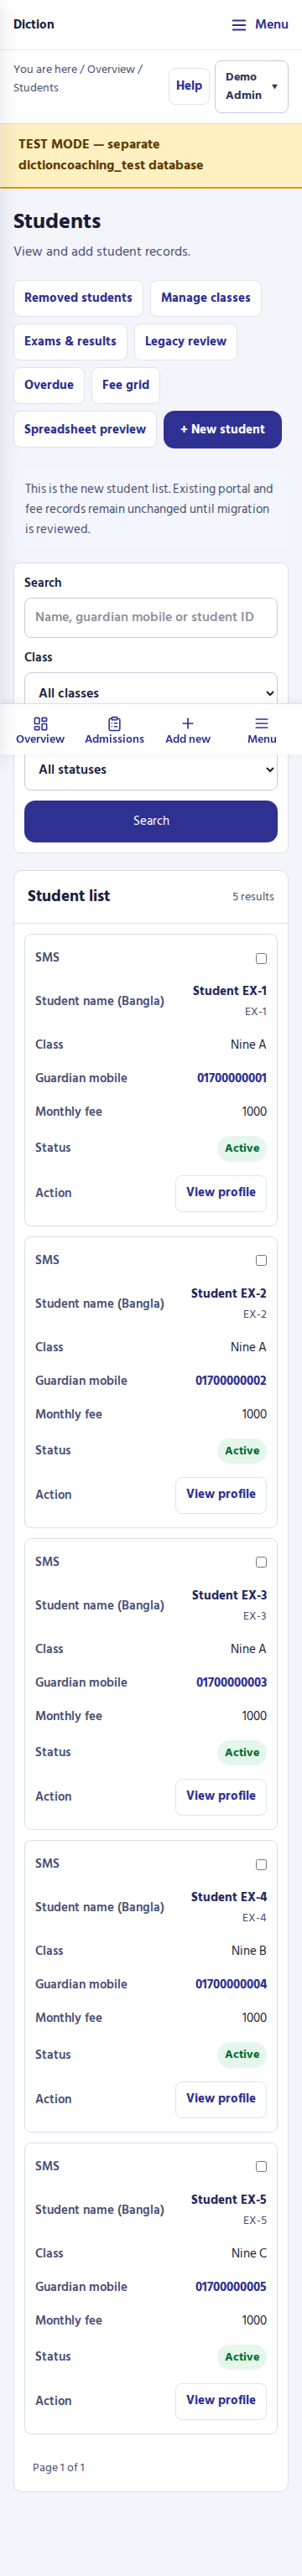 Diction
Menu
You are here / Overview /
Students
Help
Demo
Admin
TEST MODE — separate
dictioncoaching_test database
Students
View and add student records.
Removed students
Manage classes
Exams & results
Legacy review
Overdue
Fee grid
Spreadsheet preview
+ New student
This is the new student list. Existing portal and
fee records remain unchanged until migration
is reviewed.
Search
Name, guardian mobile or student ID
Class
All classes
Overview
Admissions
Add new
Menu
All statuses
Search
Student list
5 results
SMS
Student name (Bangla)
Student EX-1
EX-1
Class
Nine A
Guardian mobile
01700000001
Monthly fee
1000
Status
Active
Action
View profile
SMS
Student name (Bangla)
Student EX-2
EX-2
Class
Nine A
Guardian mobile
01700000002
Monthly fee
1000
Status
Active
Action
View profile
SMS
Student name (Bangla)
Student EX-3
EX-3
Class
Nine A
Guardian mobile
01700000003
Monthly fee
1000
Status
Active
Action
View profile
SMS
Student name (Bangla)
Student EX-4
EX-4
Class
Nine B
Guardian mobile
01700000004
Monthly fee
1000
Status
Active
Action
View profile
SMS
Student name (Bangla)
Student EX-5
EX-5
Class
Nine C
Guardian mobile
01700000005
Monthly fee
1000
Status
Active
Action
View profile
Page 1 of 1